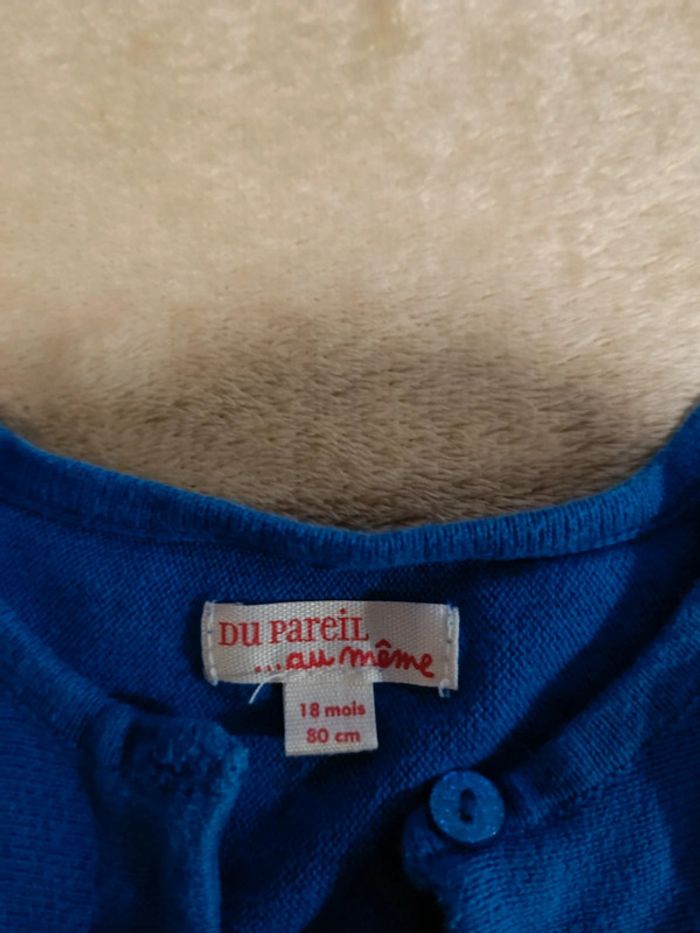 DU PAREIL
...au même
18 mois
80 cm